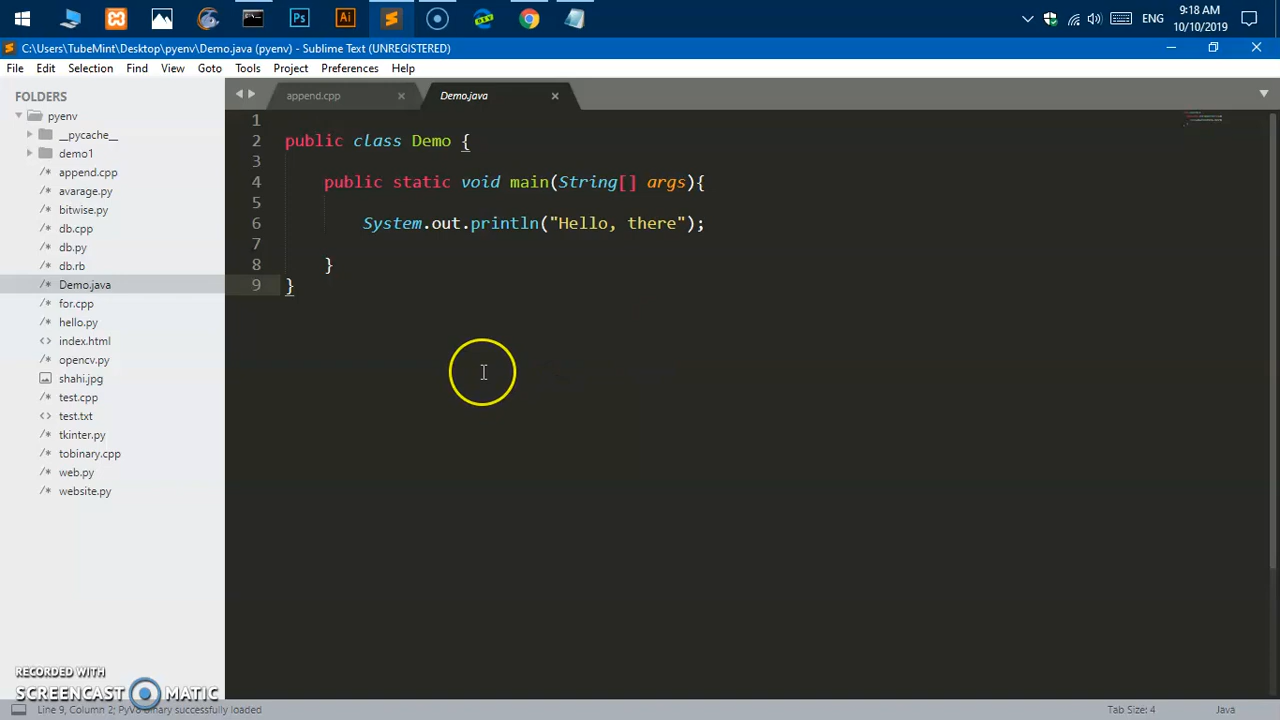 Ps
Ai
DEV
ENG
9:18 AM
10/10/2019
C:\Users\TubeMint\Desktop\pyenv\Demo.java (pyenv) - Sublime Text (UNREGISTERED)
File Edit Selection Find View Goto Tools Project Preferences Help
FOLDERS
pyenv
__pycache__
demo1
append.cpp
avarage.py
bitwise.py
db.cpp
db.py
db.rb
Demo.java
for.cpp
hello.py
index.html
opencv.py
shahi.jpg
test.cpp
test.txt
tkinter.py
tobinary.cpp
web.py
website.py
append.cpp
Demo.java
1
2 public class Demo {
3
4 public static void main(String[] args){
5
6 System.out.println("Hello, there");
7
8 }
9 }
RECORDED WITH
SCREENCAST MATIC
Line 9, Column 2; PyV8 binary successfully loaded
Tab Size: 4
Java